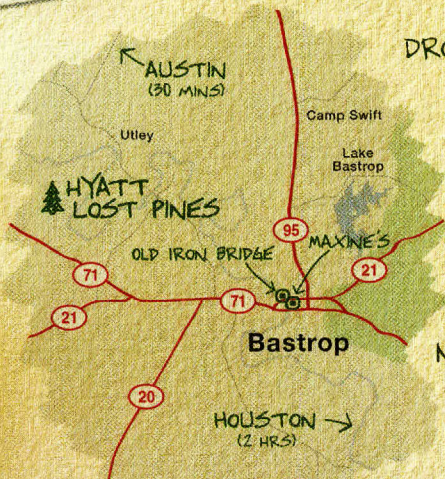 DRO
AUSTIN
(30 MINS)
Camp Swift
Utley
Lake
Bastrop
HYATT
LOST PINES
95
MAXINE'S
OLD IRON BRIDGE
71
21
71
21
Bastrop
20
HOUSTON
(2 HRS)